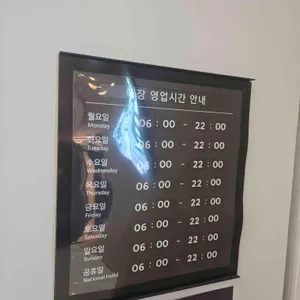 장 영업시간 안내
월요일 06 : 00 - 22 : 00
Monday
화요일 06 : 00 - 22 : 00
Tuesday
수요일 06 : 00 - 22 : 00
Wednesday
목요일 06 : 00 - 22 : 00
Thursday
금요일 06 : 00 - 22 : 00
Friday
토요일 06 : 00 - 22 : 00
Saturday
일요일 06 : 00 - 22 : 00
Sunday
공휴일 06 : 00 - 22 : 00
National Holid